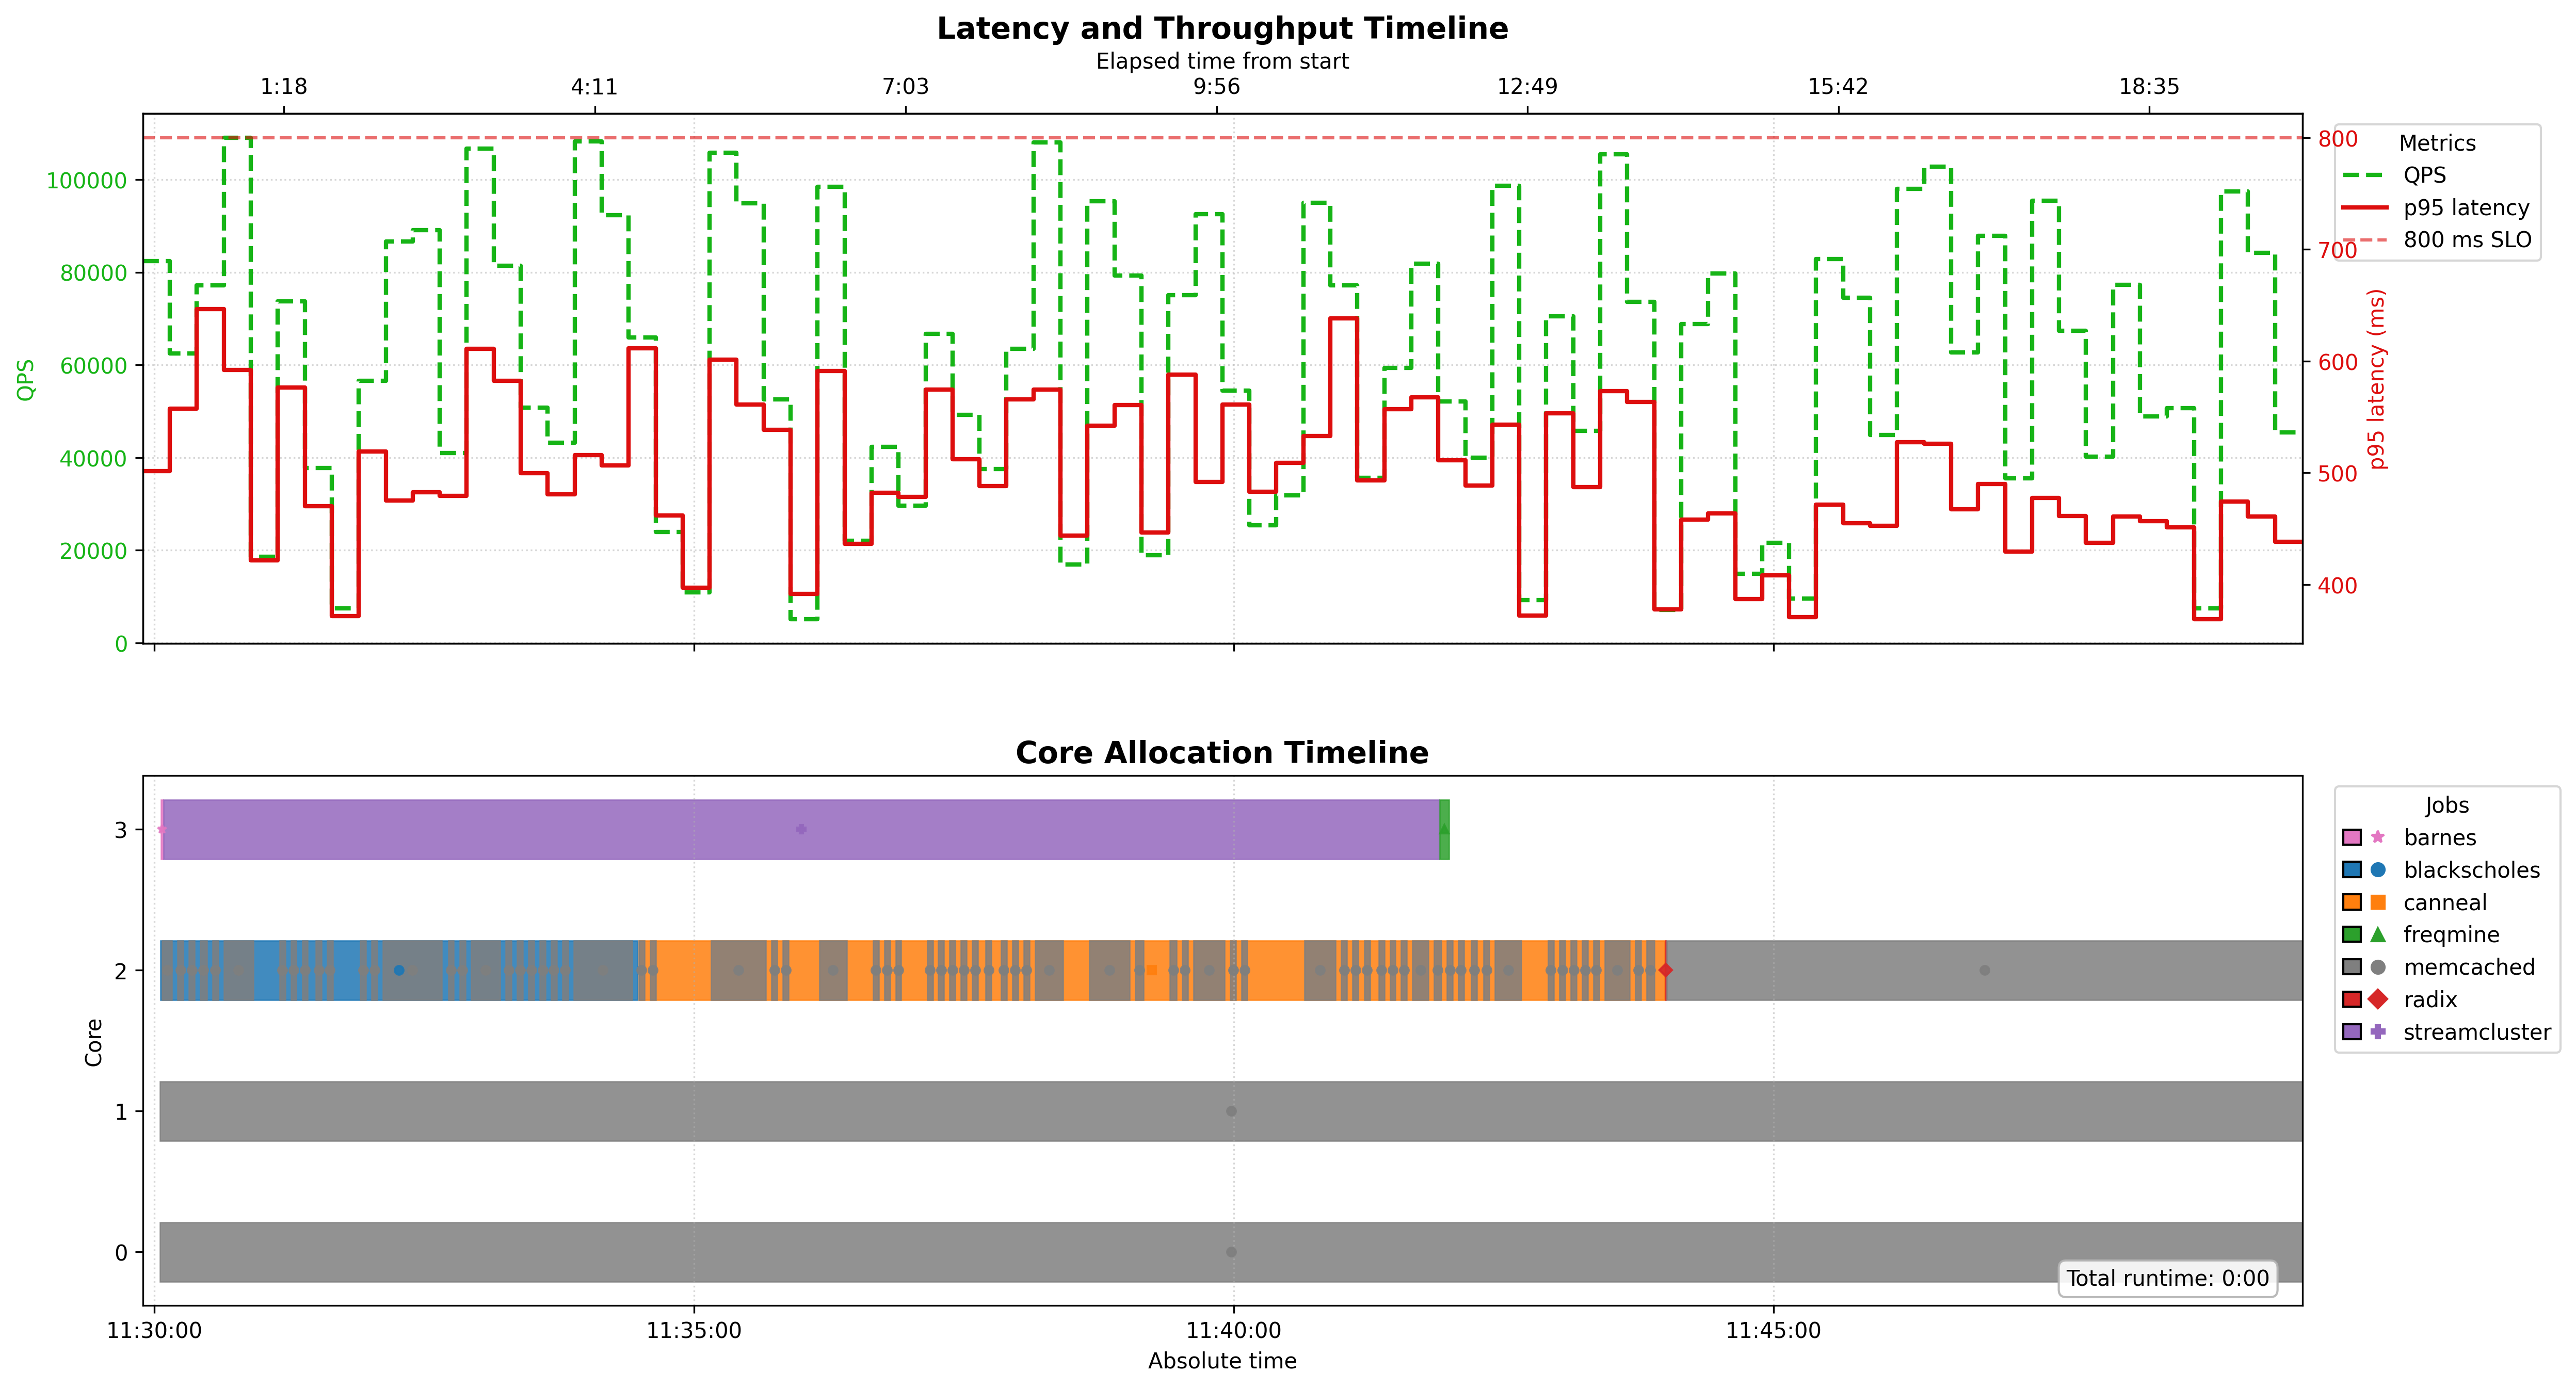 Latency and Throughput Timeline
Elapsed time from start
1:18 4:11 7:03 9:56 12:49 15:42 18:35
QPS
100000
80000
60000
40000
20000
0
800
700
600
500
400
p95 latency (ms)
Metrics
QPS
p95 latency
800 ms SLO
Core Allocation Timeline
Core
3
2
1
0
Jobs
barnes
blackscholes
canneal
freqmine
memcached
radix
streamcluster
Total runtime: 0:00
11:30:00 11:35:00 11:40:00 11:45:00
Absolute time